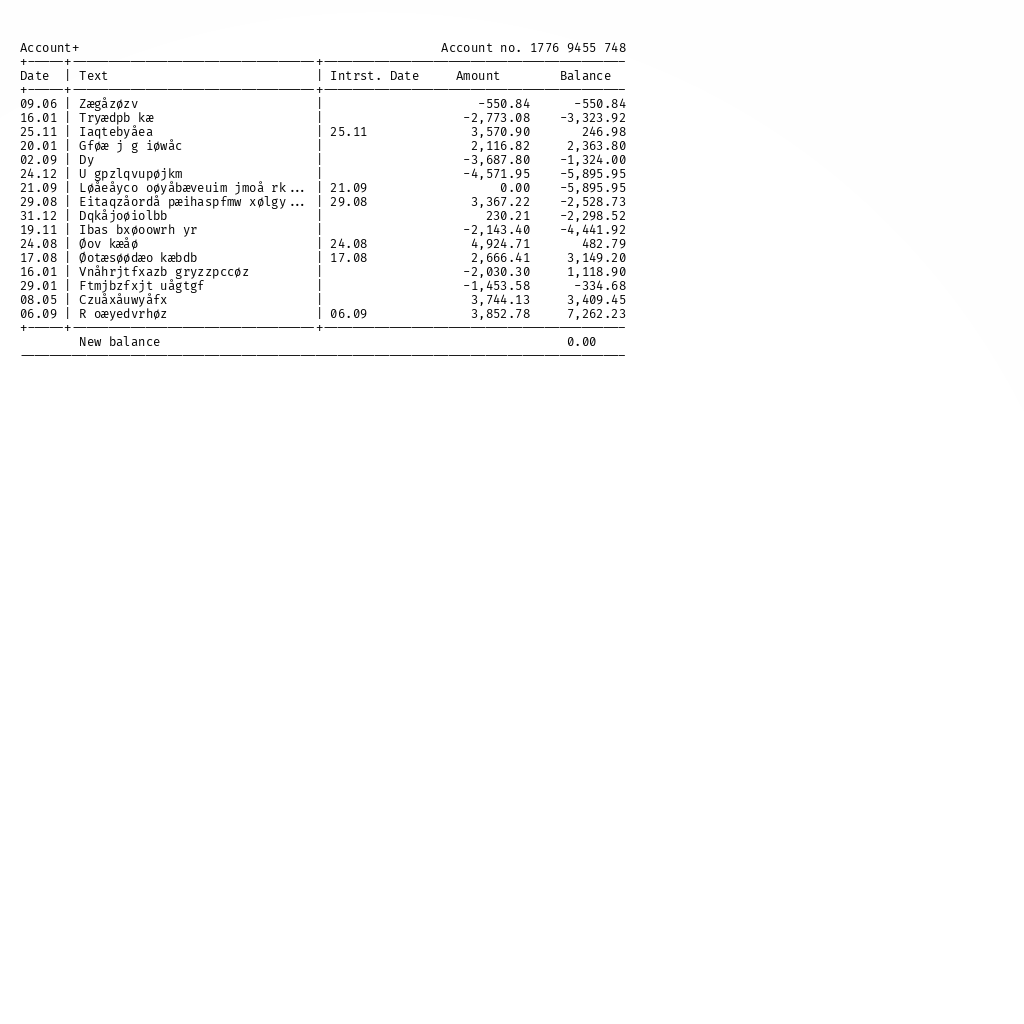 Account+ Account no. 1776 9455 748
Date | Text | Intrst. Date Amount Balance
09.06 | Zægåzøzv | -550.84 -550.84
16.01 | Tryædpb kæ | -2,773.08 -3,323.92
25.11 | Iaqtebyåea | 25.11 3,570.90 246.98
20.01 | Gføæ j g iøwåc | 2,116.82 2,363.80
02.09 | Dy | -3,687.80 -1,324.00
24.12 | U gpzlqvupøjkm | -4,571.95 -5,895.95
21.09 | Løåeåyco oøyåbæveuim jmoå rk... | 21.09 0.00 -5,895.95
29.08 | Eitaqzåordå pæihaspfmw xølgy... | 29.08 3,367.22 -2,528.73
31.12 | Dqkåjoøiolbb | 230.21 -2,298.52
19.11 | Ibas bxøoowrh yr | -2,143.40 -4,441.92
24.08 | Øov kæåø | 24.08 4,924.71 482.79
17.08 | Øotæsøødæo kæbdb | 17.08 2,666.41 3,149.20
16.01 | Vnåhrjtfxazb gryzzpccøz | -2,030.30 1,118.90
29.01 | Ftmjbzfxjt uågtgf | -1,453.58 -334.68
08.05 | Czuåxåuwyåfx | 3,744.13 3,409.45
06.09 | R oæyedvrhøz | 06.09 3,852.78 7,262.23
New balance 0.00